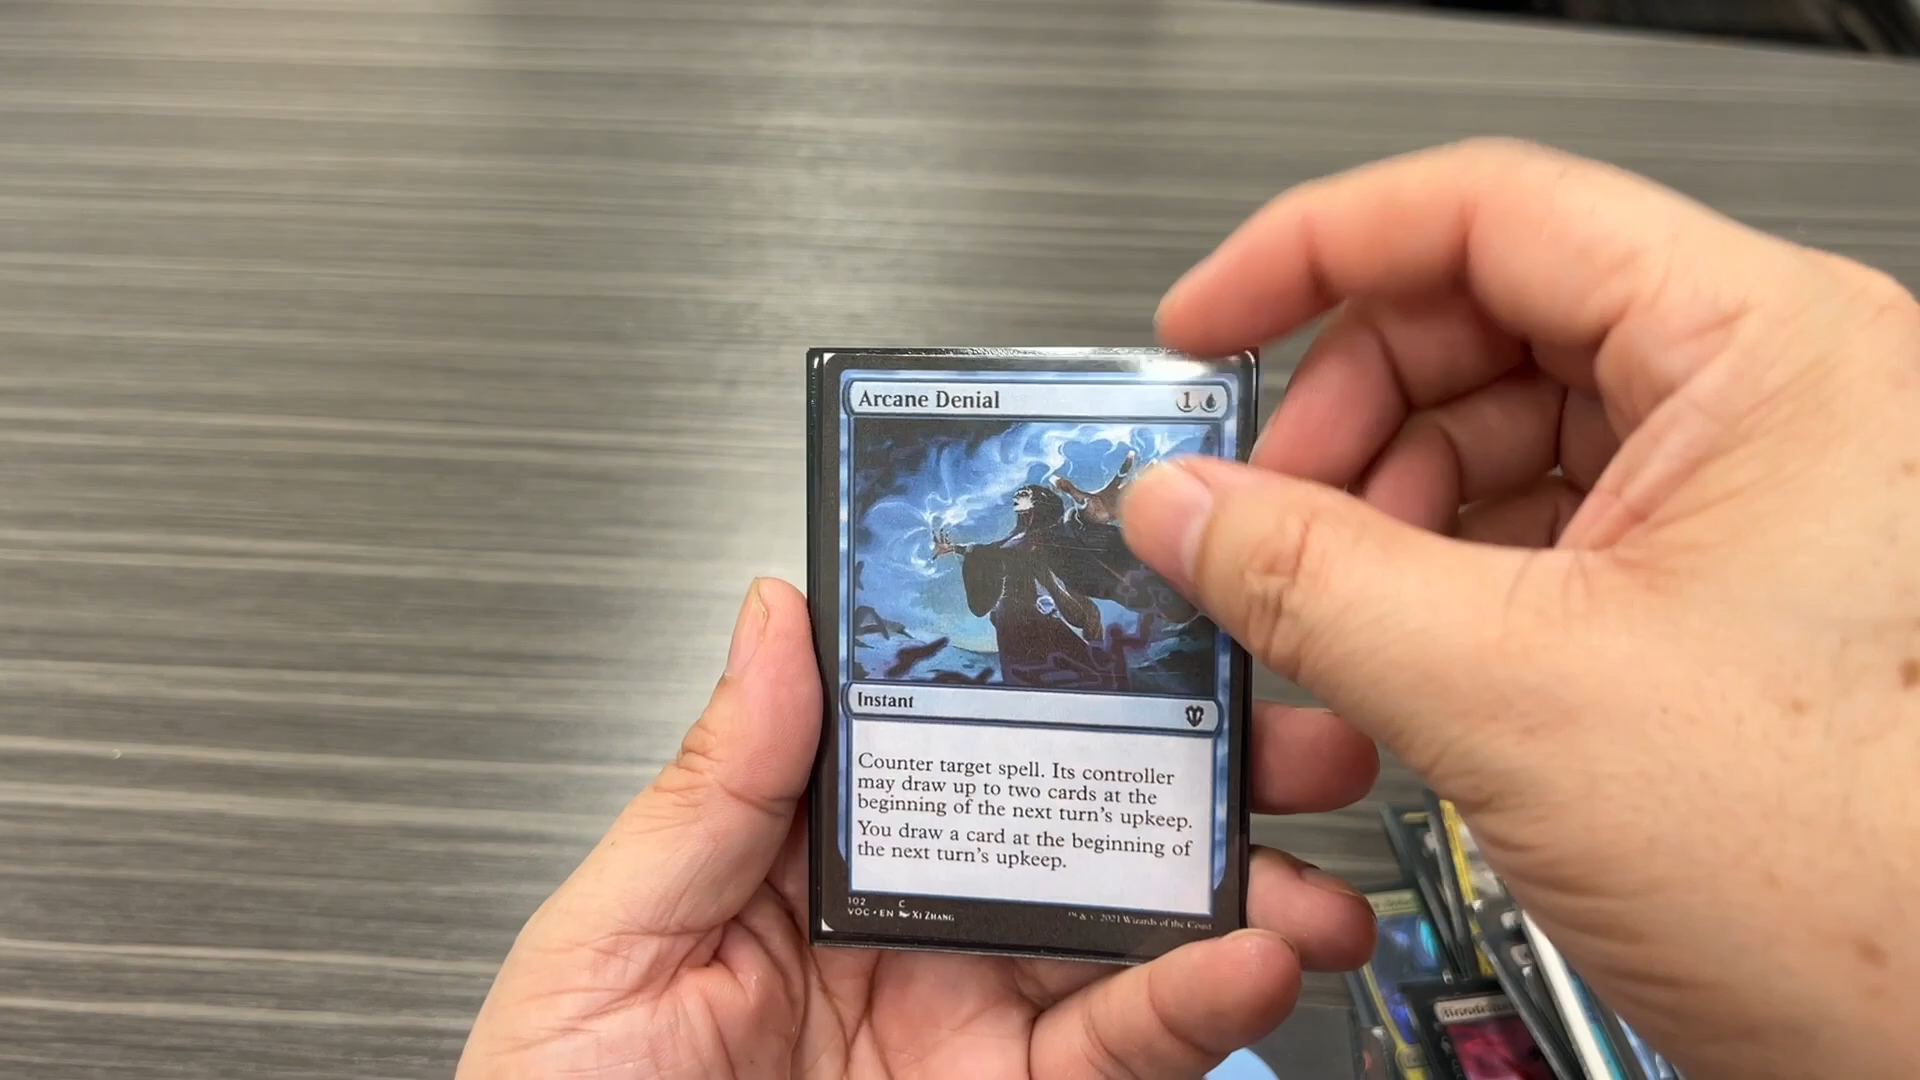 Arcane Denial 1
Instant
Counter target spell. Its controller
may draw up to two cards at the
beginning of the next turn's upkeep.
You draw a card at the beginning of
the next turn's upkeep.
102 C
VOC • EN XI ZHANG
™ & © 2021 Wizards of the Coast